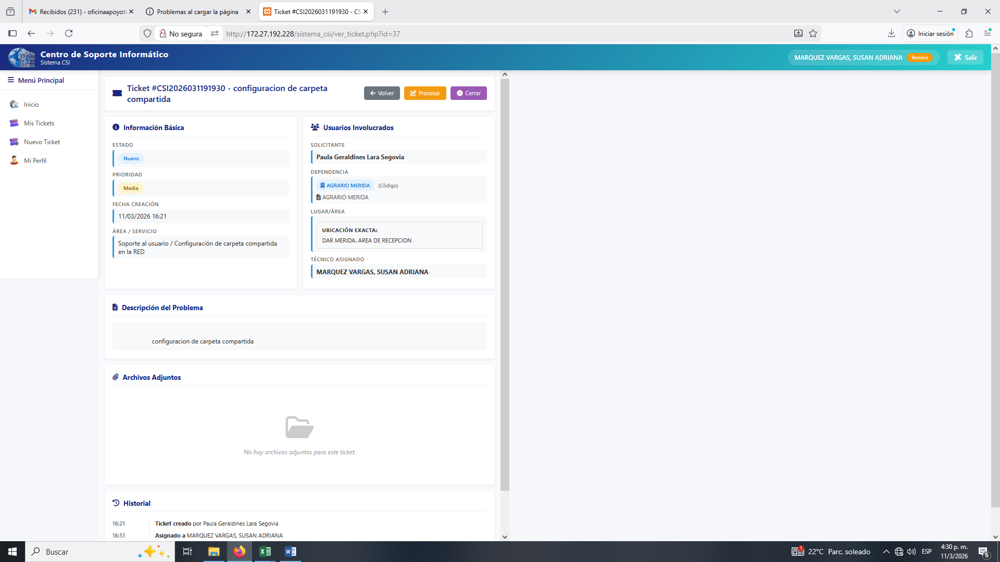 Recibidos (231) - oficinaapoyote
Problemas al cargar la página
Ticket #CSI2026031191930 - CS
No segura
http://172.27.192.228/sistema_csi/ver_ticket.php?id=37
Iniciar sesión
DAR
OATI
MERIDA
Centro de Soporte Informático
Sistema CSI
MARQUEZ VARGAS, SUSAN ADRIANA
Tecnico
Salir
Menú Principal
Inicio
Mis Tickets
Nuevo Ticket
Mi Perfil
Ticket #CSI2026031191930 - configuracion de carpeta
compartida
Volver
Procesar
Cerrar
Información Básica
ESTADO
Nuevo
PRIORIDAD
Media
FECHA CREACIÓN
11/03/2026 16:21
ÁREA / SERVICIO
Soporte al usuario / Configuración de carpeta compartida
en la RED
Usuarios Involucrados
SOLICITANTE
Paula Geraldines Lara Segovia
DEPENDENCIA
AGRARIO MERIDA (Código)
AGRARIO MERIDA
LUGAR/ÁREA
UBICACIÓN EXACTA:
DAR MERIDA. AREA DE RECEPCION
TÉCNICO ASIGNADO
MARQUEZ VARGAS, SUSAN ADRIANA
Descripción del Problema
configuracion de carpeta compartida
Archivos Adjuntos
No hay archivos adjuntos para este ticket.
Historial
16:21 Ticket creado por Paula Geraldines Lara Segovia
16:51 Asignado a MARQUEZ VARGAS, SUSAN ADRIANA
Buscar
1
22°C Parc. soleado
ESP
4:30 p. m.
11/3/2026
6